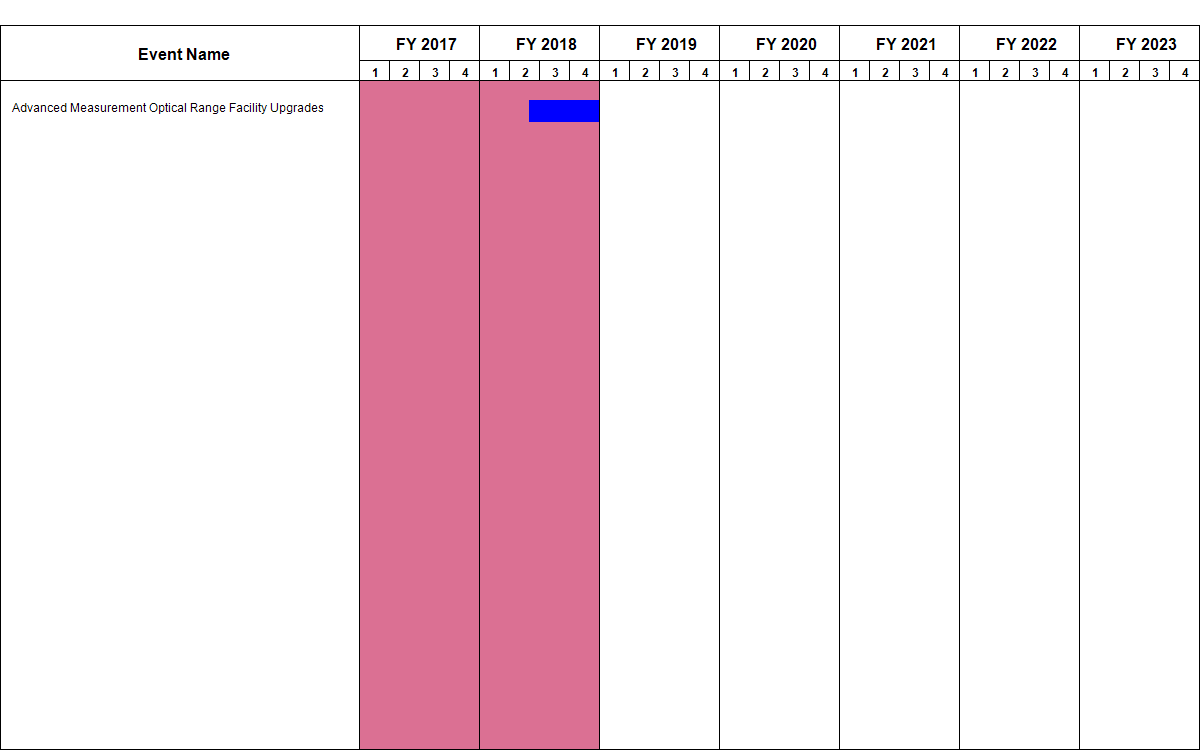 Event Name
FY 2017 FY 2018 FY 2019 FY 2020 FY 2021 FY 2022 FY 2023
1 2 3 4 1 2 3 4 1 2 3 4 1 2 3 4 1 2 3 4 1 2 3 4 1 2 3 4
Advanced Measurement Optical Range Facility Upgrades